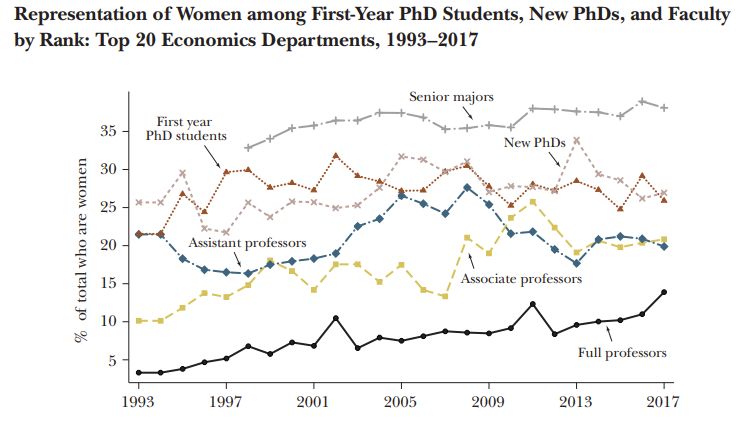 Representation of Women among First-Year PhD Students, New PhDs, and Faculty
by Rank: Top 20 Economics Departments, 1993–2017
Senior majors
First year
PhD students
New PhDs
Assistant professors
Associate professors
Full professors
% of total who are women
35
30
25
20
15
10
5
1993
1997
2001
2005
2009
2013
2017